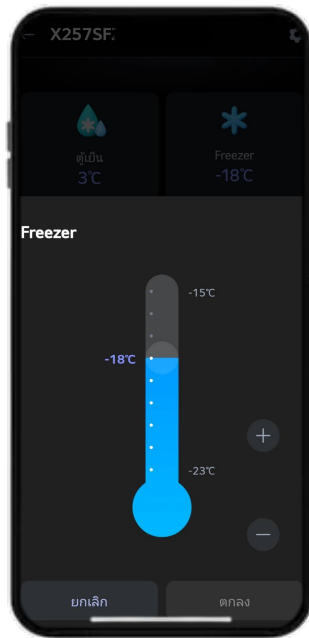 X257SF
ตู้เย็น
3℃
Freezer
-18℃
Freezer
-15℃
-18℃
-23℃
ยกเลิก
ตกลง